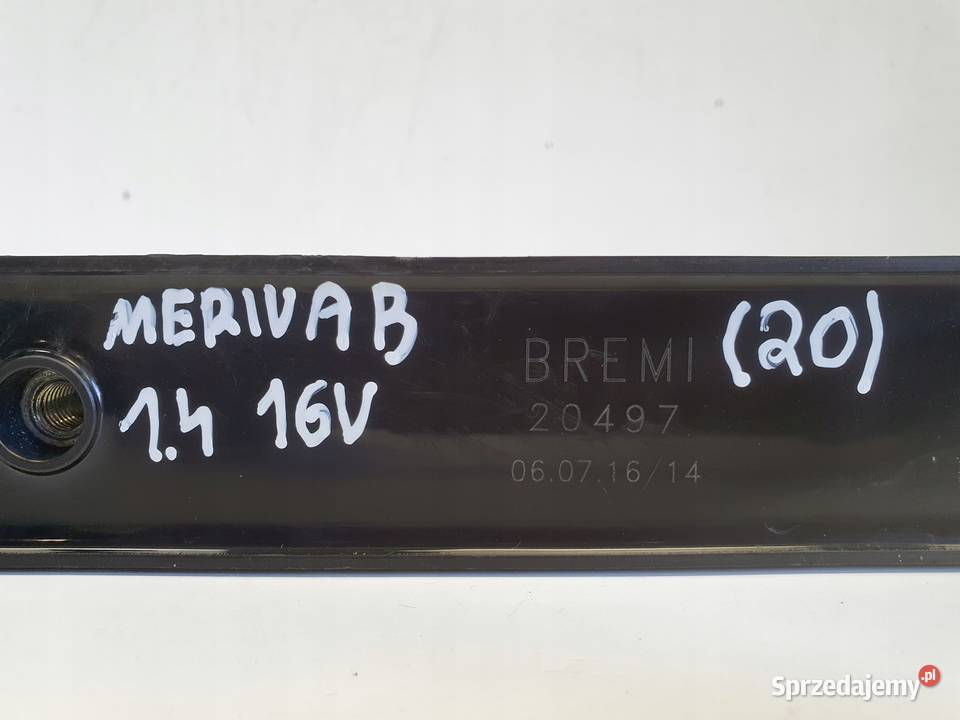 MERIVA B
1.4 16V
BREMI
20497
06.07.16/14
(20)
Sprzedajemy.pl